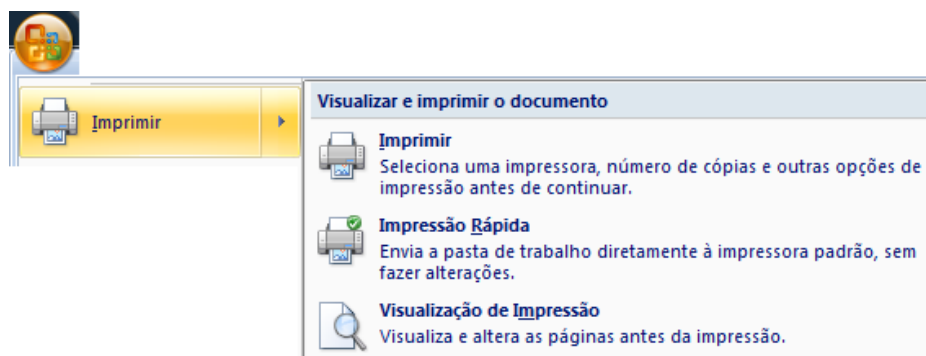 Imprimir
Visualizar e imprimir o documento
Imprimir
Seleciona uma impressora, número de cópias e outras opções de
impressão antes de continuar.
Impressão Rápida
Envia a pasta de trabalho diretamente à impressora padrão, sem
fazer alterações.
Visualização de Impressão
Visualiza e altera as páginas antes da impressão.